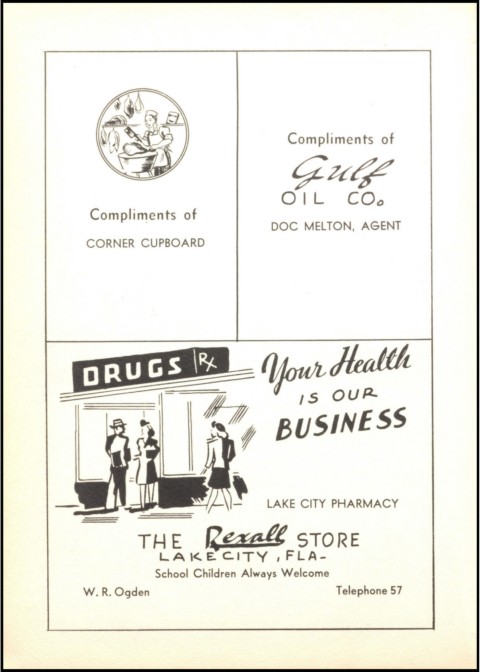 Compliments of
CORNER CUPBOARD
Compliments of
Gulf
OIL CO.
DOC MELTON, AGENT
DRUGS Rx
Your Health
IS OUR
BUSINESS
LAKE CITY PHARMACY
THE Rexall STORE
LAKE CITY, FLA-
School Children Always Welcome
W. R. Ogden Telephone 57